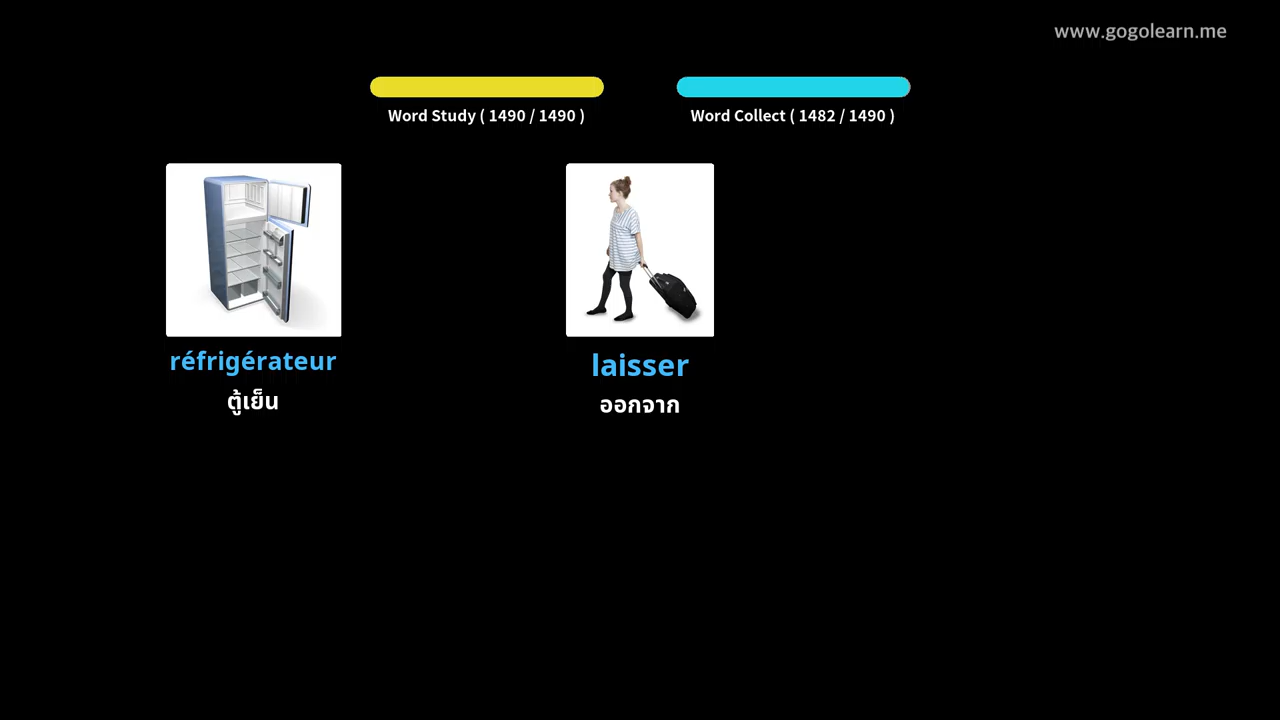 www.gogolearn.me
Word Study ( 1490 / 1490 )
Word Collect ( 1482 / 1490 )
réfrigérateur
ตู้เย็น
laisser
ออกจาก